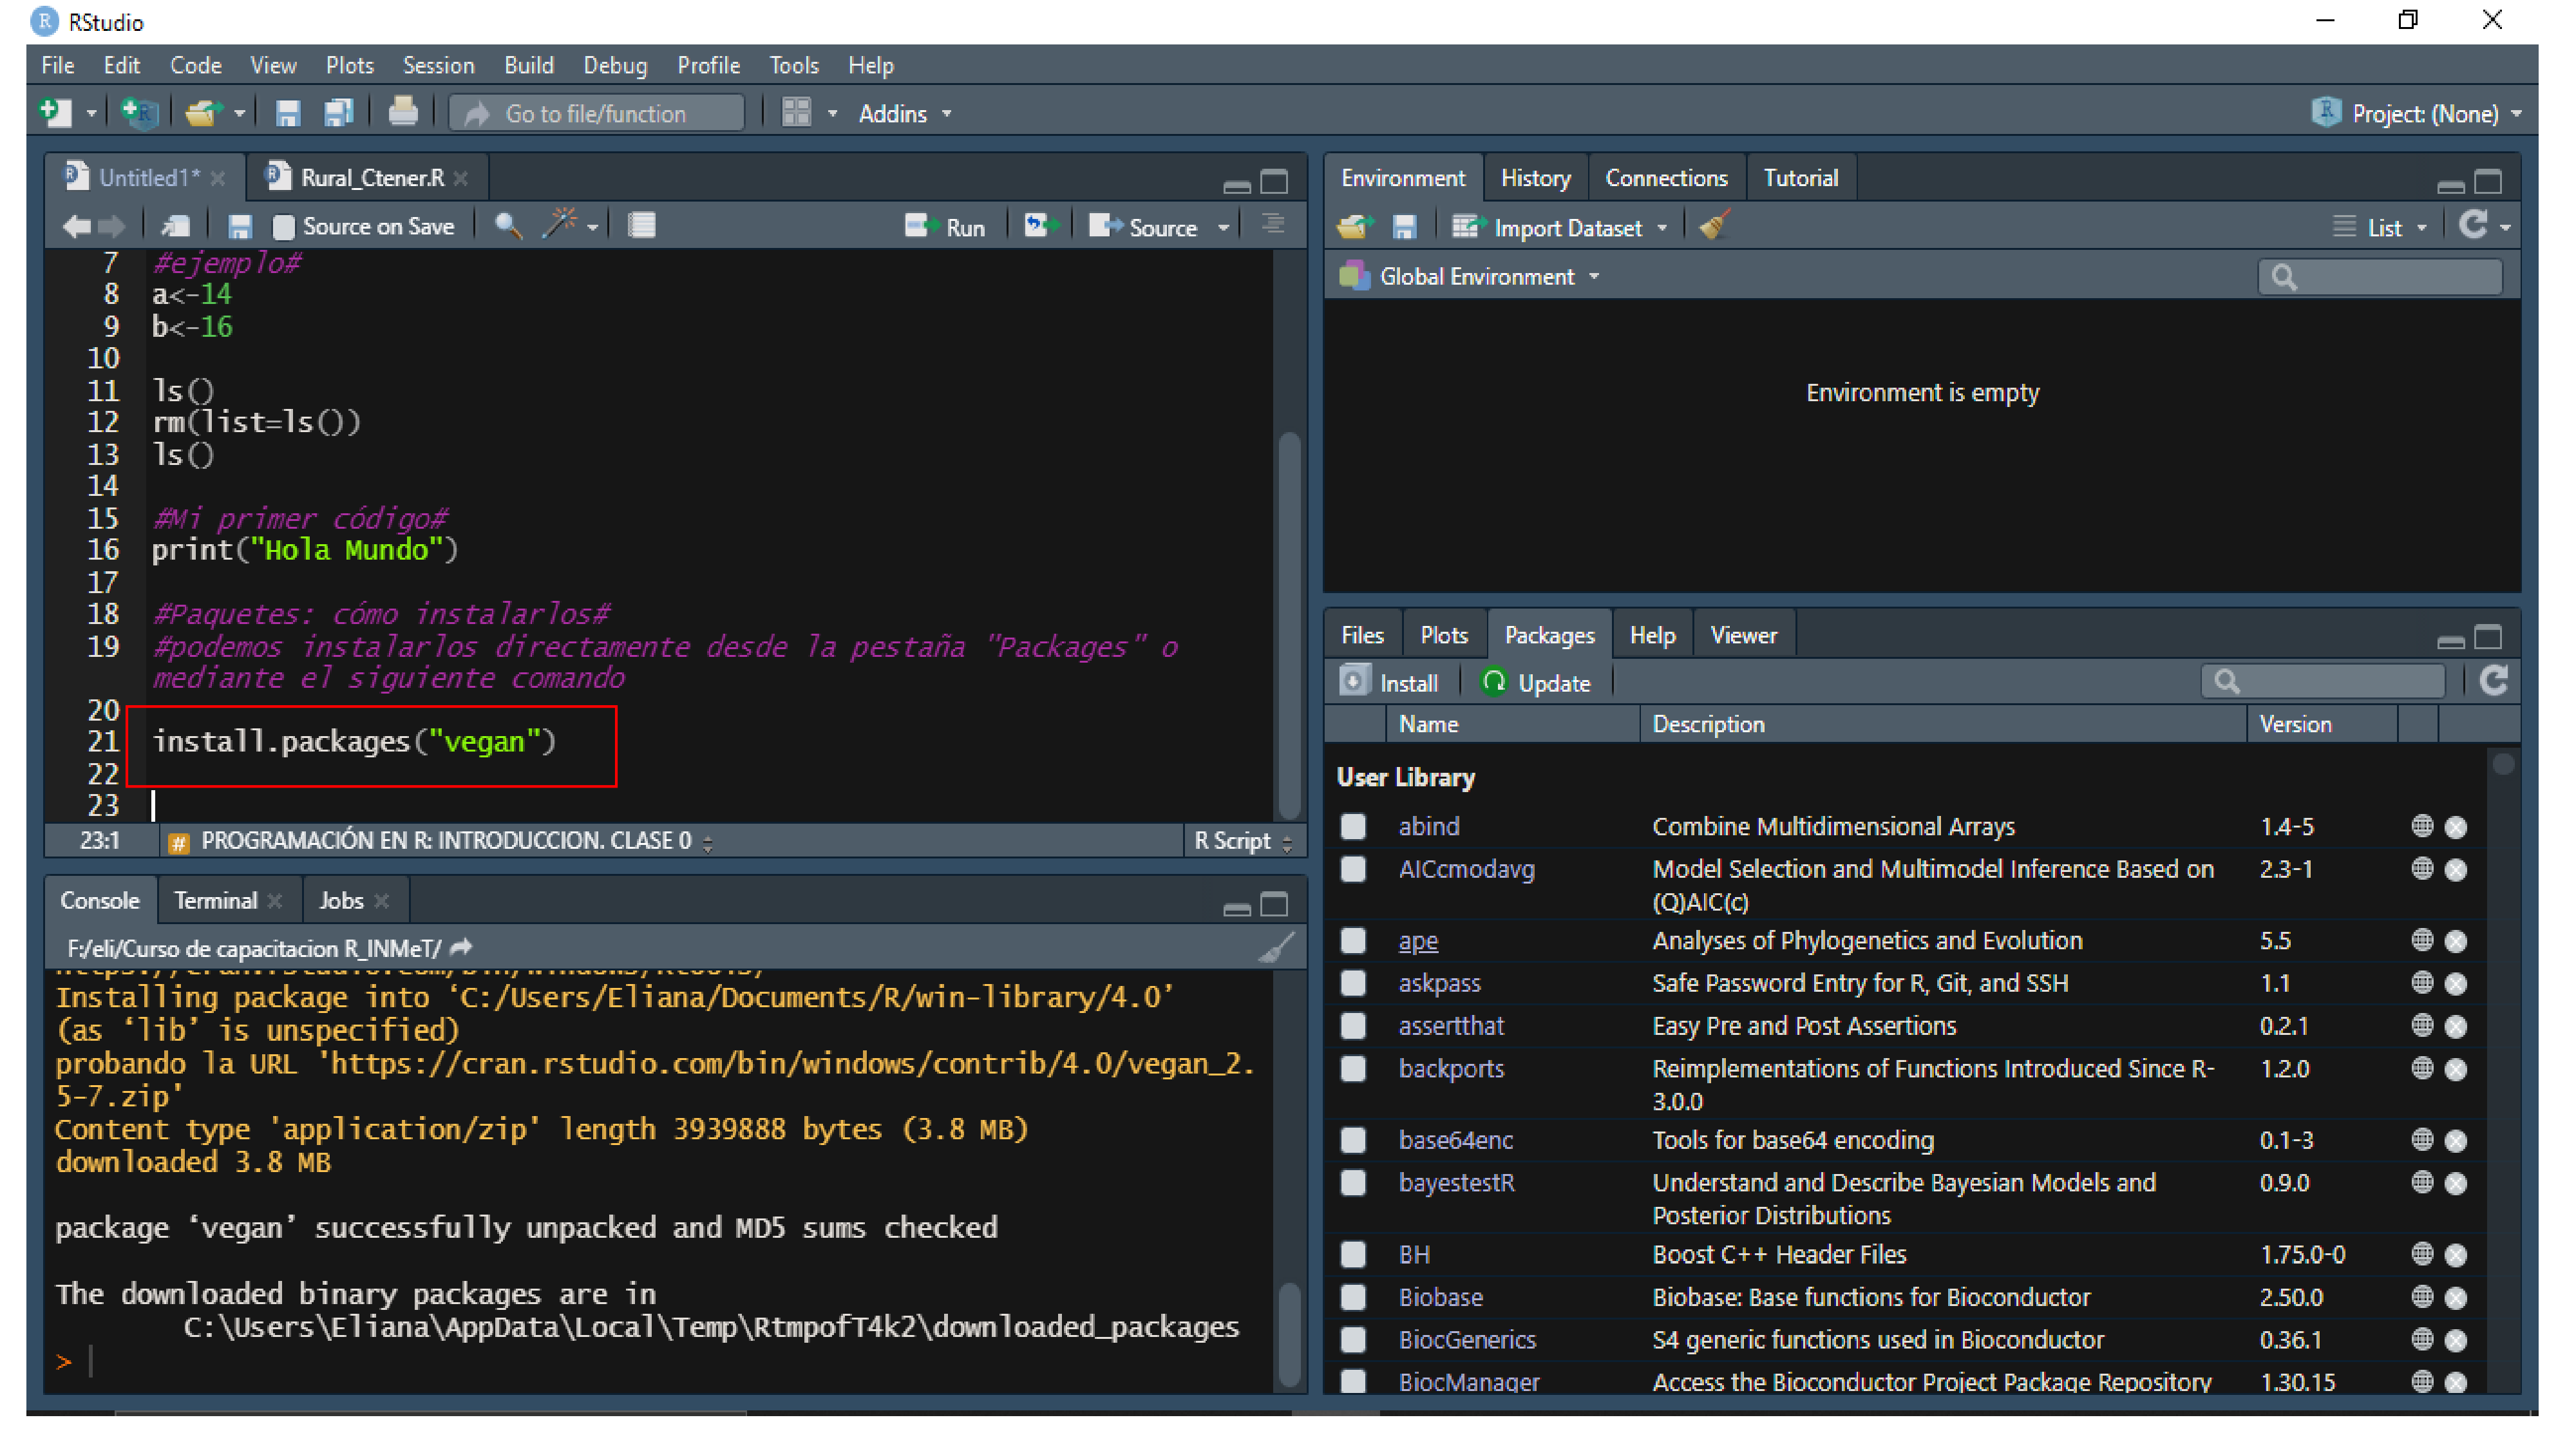 RStudio
File Edit Code View Plots Session Build Debug Profile Tools Help
Go to file/function Addins Project: (None)
Untitled1* Rural_Ctener.R
Source on Save Run Source
7 #ejemplo#
8 a<-14
9 b<-16
10
11 ls()
12 rm(list=ls())
13 ls()
14
15 #Mi primer código#
16 print("Hola Mundo")
17
18 #Paquetes: cómo instalarlos#
19 #podemos instalarlos directamente desde la pestaña "Packages" o
mediante el siguiente comando
20
21 install.packages("vegan")
22
23
23:1 # PROGRAMACIÓN EN R: INTRODUCCION. CLASE 0 R Script
Console Terminal Jobs
F:/eli/Curso de capacitacion R_INMeT/
https://cran.rstudio.com/bin/windows/Rtools/
Installing package into ‘C:/Users/Eliana/Documents/R/win-library/4.0’
(as ‘lib’ is unspecified)
probando la URL 'https://cran.rstudio.com/bin/windows/contrib/4.0/vegan_2.
5-7.zip'
Content type 'application/zip' length 3939888 bytes (3.8 MB)
downloaded 3.8 MB
package ‘vegan’ successfully unpacked and MD5 sums checked
The downloaded binary packages are in
C:\Users\Eliana\AppData\Local\Temp\RtmpofT4k2\downloaded_packages
>
Environment History Connections Tutorial
Import Dataset List
Global Environment
Environment is empty
Files Plots Packages Help Viewer
Install Update
Name Description Version
User Library
abind Combine Multidimensional Arrays 1.4-5
AICcmodavg Model Selection and Multimodel Inference Based on 2.3-1
(Q)AIC(c)
ape Analyses of Phylogenetics and Evolution 5.5
askpass Safe Password Entry for R, Git, and SSH 1.1
assertthat Easy Pre and Post Assertions 0.2.1
backports Reimplementations of Functions Introduced Since R- 1.2.0
3.0.0
base64enc Tools for base64 encoding 0.1-3
bayestestR Understand and Describe Bayesian Models and 0.9.0
Posterior Distributions
BH Boost C++ Header Files 1.75.0-0
Biobase Biobase: Base functions for Bioconductor 2.50.0
BiocGenerics S4 generic functions used in Bioconductor 0.36.1
BiocManager Access the Bioconductor Project Package Repository 1.30.15